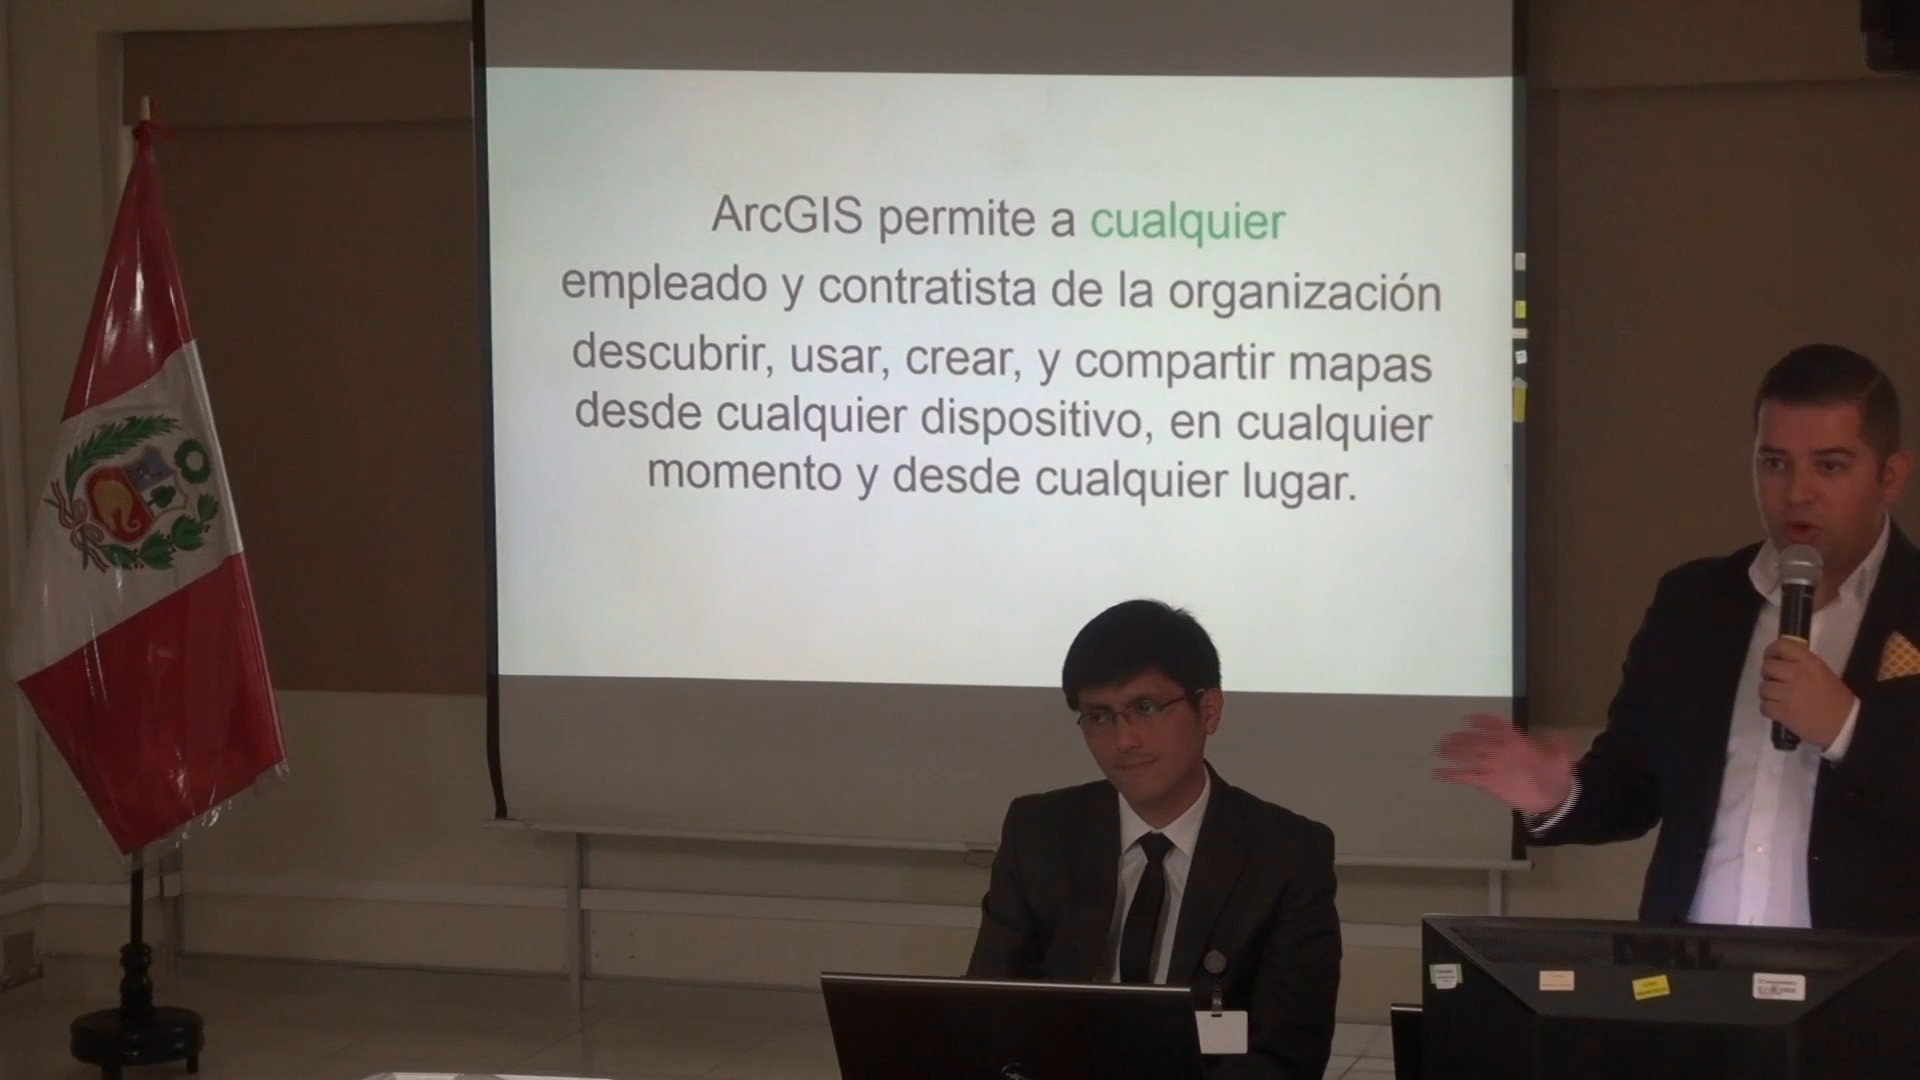 ArcGIS permite a cualquier
empleado y contratista de la organización
descubrir, usar, crear, y compartir mapas
desde cualquier dispositivo, en cualquier
momento y desde cualquier lugar.